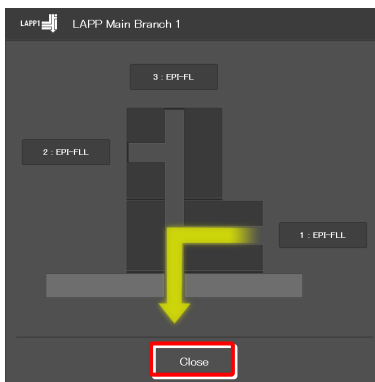 LAPP1 LAPP Main Branch 1
3 : EPI-FL
2 : EPI-FLL
1 : EPI-FLL
Close